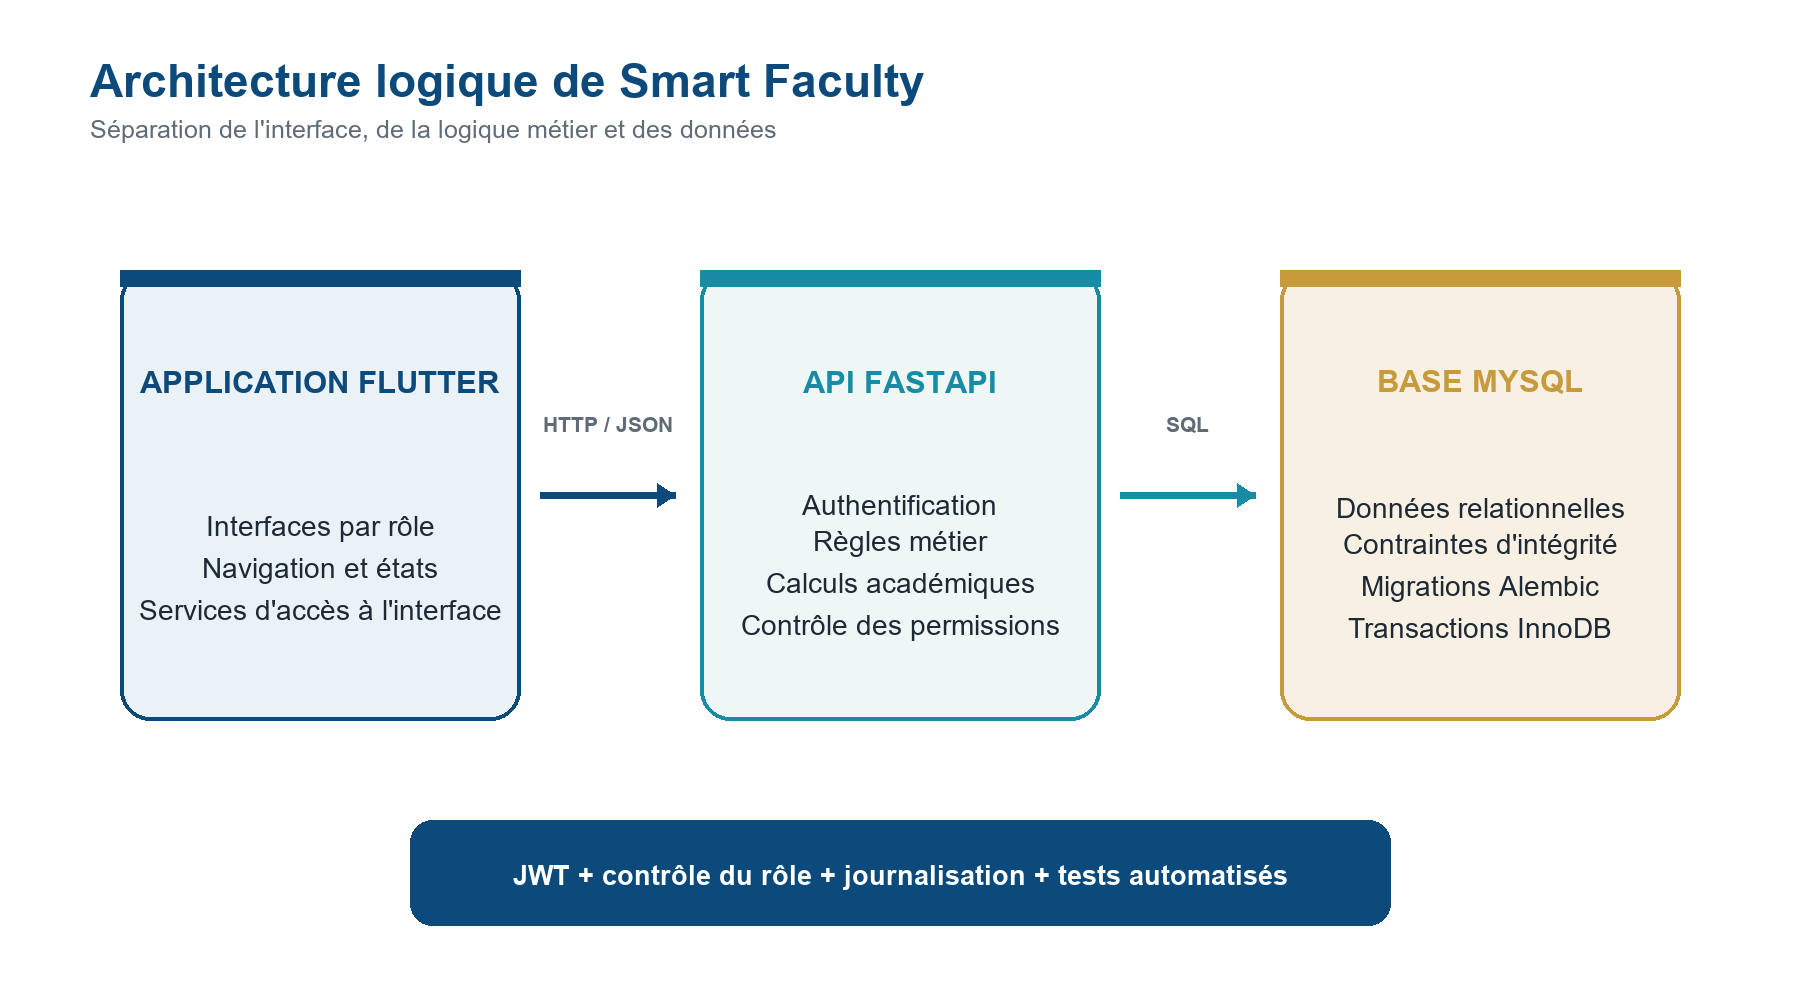 Architecture logique de Smart Faculty
Séparation de l'interface, de la logique métier et des données
APPLICATION FLUTTER
Interfaces par rôle
Navigation et états
Services d'accès à l'interface
HTTP / JSON
API FASTAPI
Authentification
Règles métier
Calculs académiques
Contrôle des permissions
SQL
BASE MYSQL
Données relationnelles
Contraintes d'intégrité
Migrations Alembic
Transactions InnoDB
JWT + contrôle du rôle + journalisation + tests automatisés